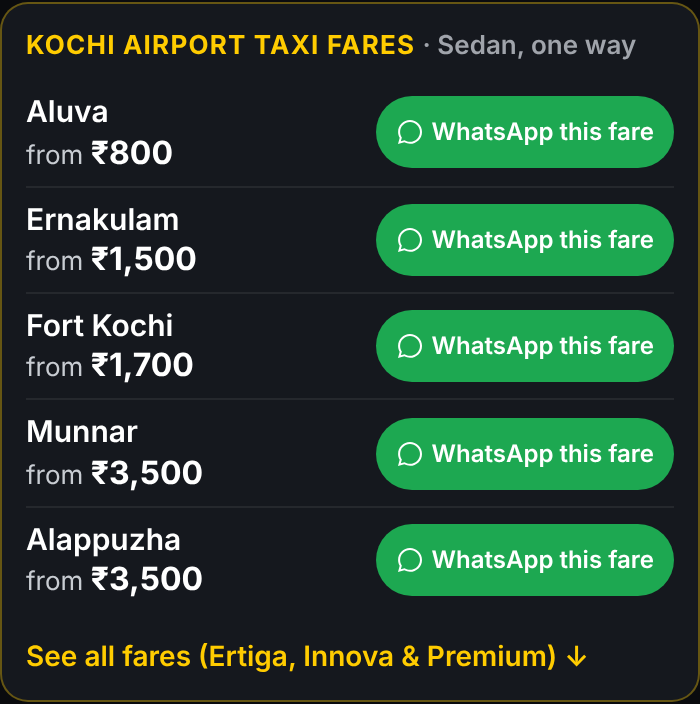 KOCHI AIRPORT TAXI FARES · Sedan, one way
Aluva
from ₹800
WhatsApp this fare
Ernakulam
from ₹1,500
WhatsApp this fare
Fort Kochi
from ₹1,700
WhatsApp this fare
Munnar
from ₹3,500
WhatsApp this fare
Alappuzha
from ₹3,500
WhatsApp this fare
See all fares (Ertiga, Innova & Premium) ↓